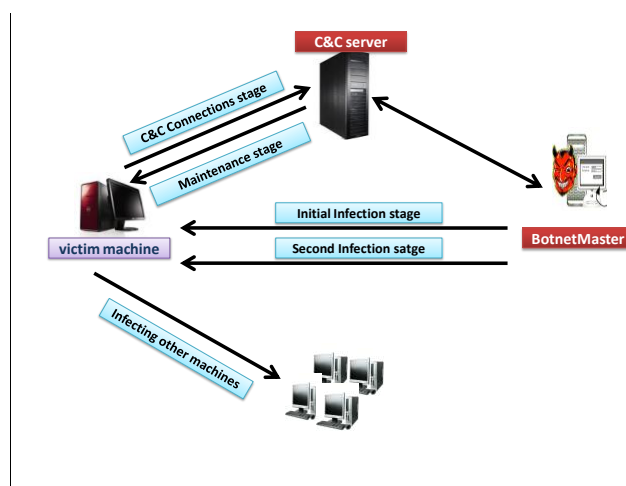 C&C server
C&C Connections stage
Maintenance stage
Initial Infection stage
victim machine
Second Infection satge
BotnetMaster
Infecting other machines